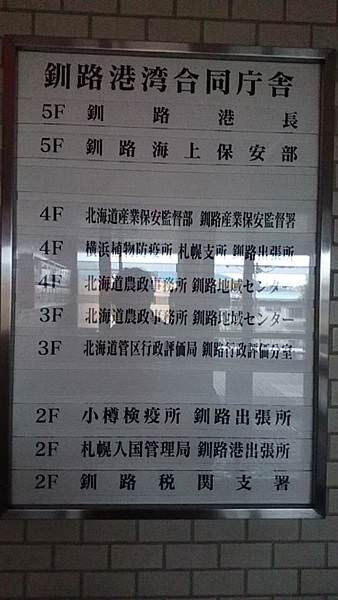 釧路港湾合同庁舎
5F 釧路港長
5F 釧路海上保安部
4F 北海道産業保安監督部 釧路産業保安監督署
4F 横浜植物防疫所 札幌支所 釧路出張所
4F 北海道農政事務所 釧路地域センター
3F 北海道農政事務所 釧路地域センター
3F 北海道管区行政評価局 釧路行政評価分室
2F 小樽検疫所 釧路出張所
2F 札幌入国管理局 釧路港出張所
2F 釧路税関支署